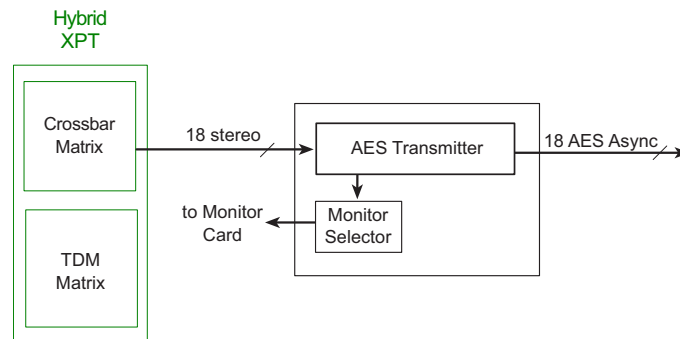 Hybrid
XPT
Crossbar
Matrix
18 stereo
AES Transmitter
18 AES Async
to Monitor
Card
Monitor
Selector
TDM
Matrix